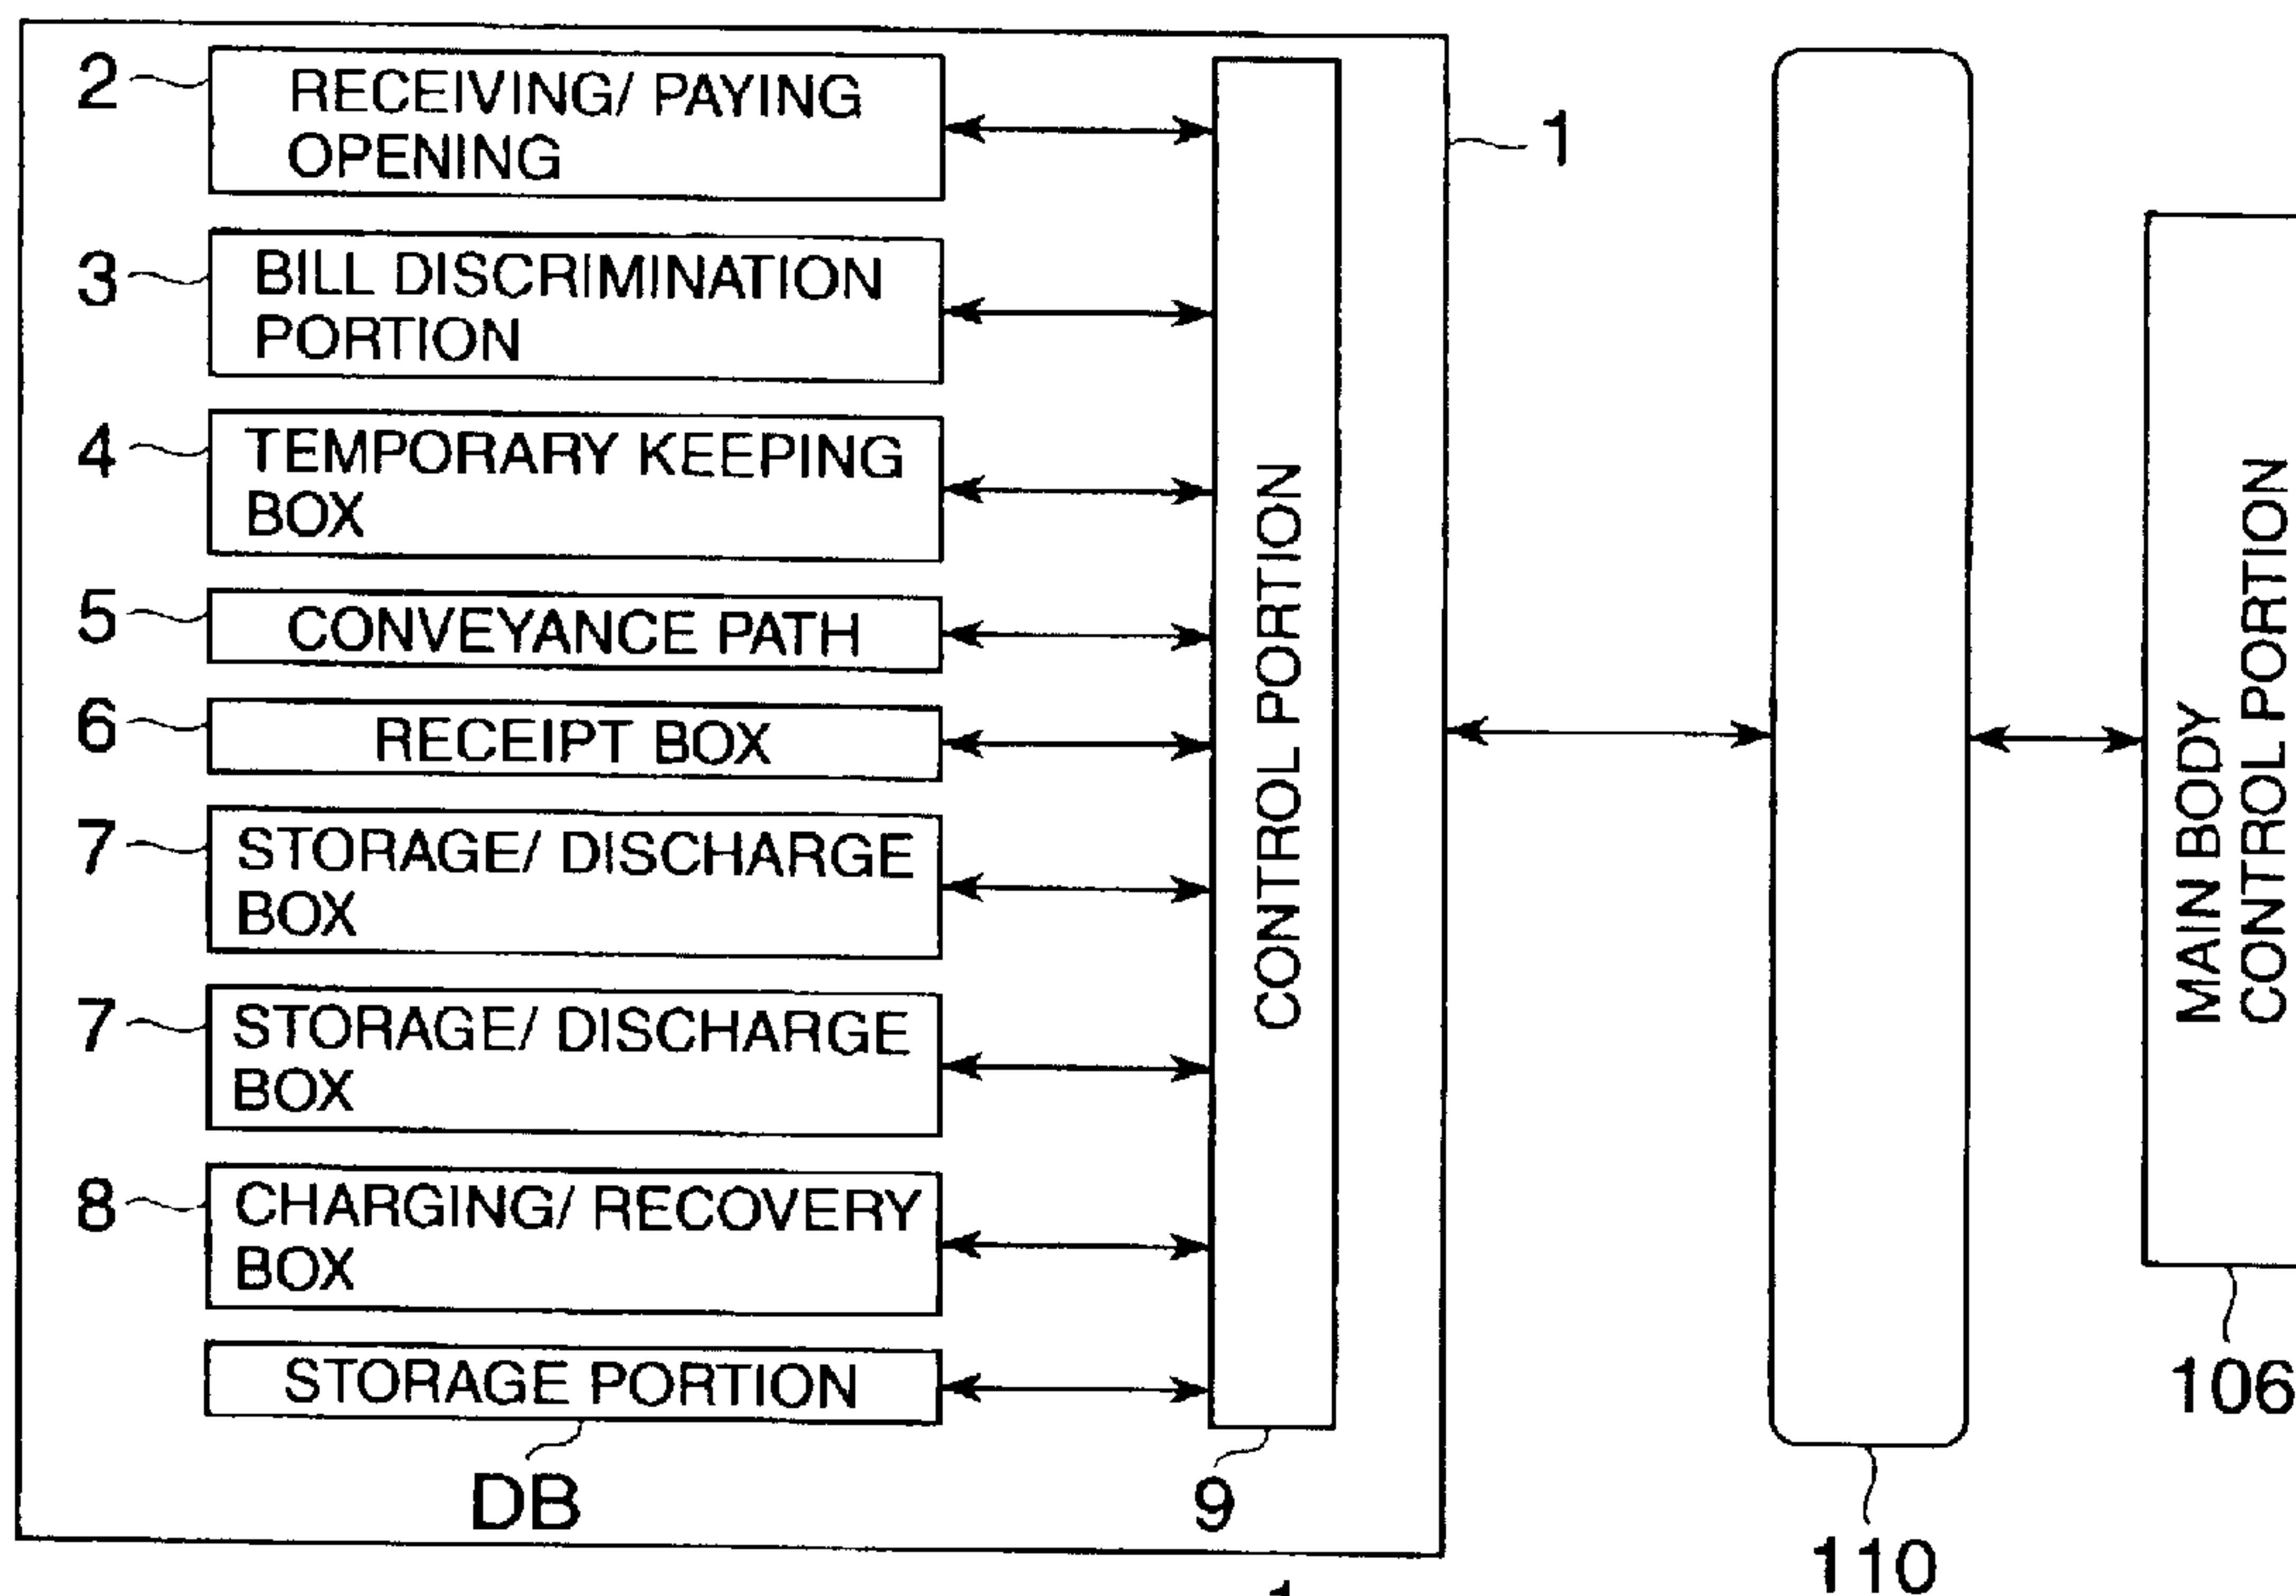 2
RECEIVING/ PAYING
OPENING
1
3
BILL DISCRIMINATION
PORTION
4
TEMPORARY KEEPING
BOX
5
CONVEYANCE PATH
6
RECEIPT BOX
7
STORAGE/ DISCHARGE
BOX
7
STORAGE/ DISCHARGE
BOX
8
CHARGING/ RECOVERY
BOX
STORAGE PORTION
DB
CONTROL PORTION
9
110
MAIN BODY
CONTROL PORTION
106